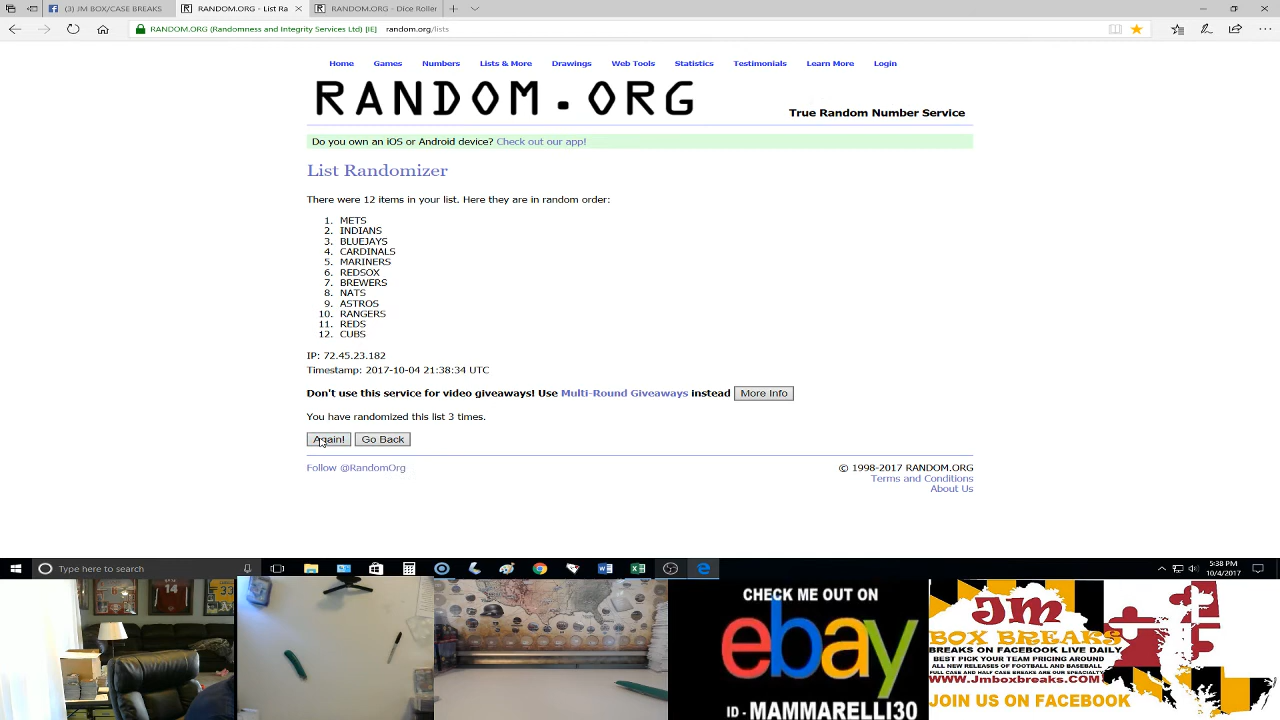 (3) JM BOX/CASE BREAKS
RANDOM.ORG - List Ra
RANDOM.ORG - Dice Roller
RANDOM.ORG (Randomness and Integrity Services Ltd) [IE] random.org/lists
Home Games Numbers Lists & More Drawings Web Tools Statistics Testimonials Learn More Login
RANDOM.ORG
True Random Number Service
Do you own an iOS or Android device? Check out our app!
List Randomizer
There were 12 items in your list. Here they are in random order:
1. METS
2. INDIANS
3. BLUEJAYS
4. CARDINALS
5. MARINERS
6. REDSOX
7. BREWERS
8. NATS
9. ASTROS
10. RANGERS
11. REDS
12. CUBS
IP: 72.45.23.182
Timestamp: 2017-10-04 21:38:34 UTC
Don't use this service for video giveaways! Use Multi-Round Giveaways instead More Info
You have randomized this list 3 times.
Again! Go Back
Follow @RandomOrg
© 1998-2017 RANDOM.ORG
Terms and Conditions
About Us
Type here to search
5:38 PM
10/4/2017
14
33
CHECK ME OUT ON
ebay
ID - MAMMARELLI30
JM
BOX BREAKS
BREAKS ON FACEBOOK LIVE DAILY
BEST PICK YOUR TEAM PRICING AROUND
ALL NEW RELEASES OF FOOTBALL AND BASEBALL
FULL CASE AND HALF CASE BREAKS ARE OUR SPECIALTY
WWW.Jmboxbreaks.COM
JOIN US ON FACEBOOK